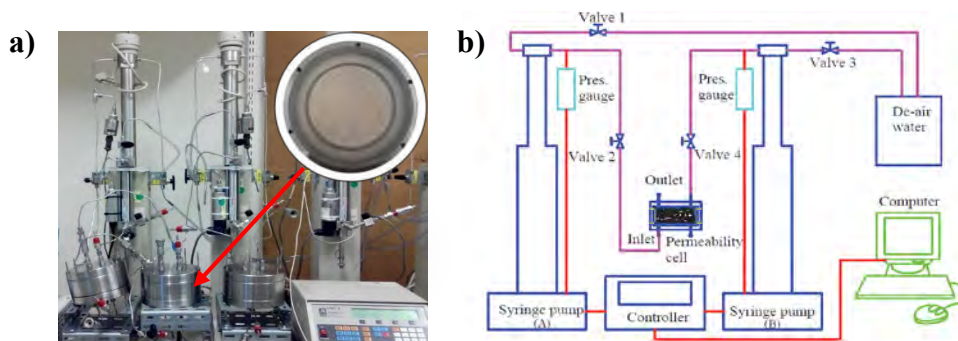 a)
b)
Valve 1
Pres.
gauge
Pres.
gauge
Valve 3
De-air
water
Valve 2
Valve 4
Outlet
Computer
Inlet
Permeability
cell
Syringe pump
(A)
Controller
Syringe pump
(B)